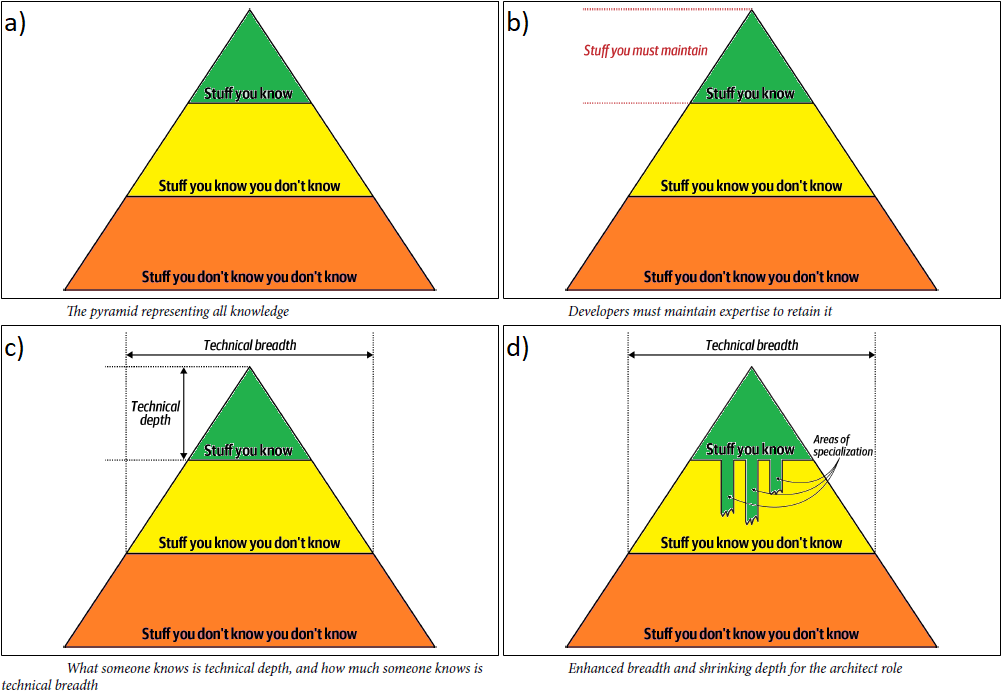 a)
Stuff you know
Stuff you know you don't know
Stuff you don't know you don't know
The pyramid representing all knowledge
b)
Stuff you must maintain
Stuff you know
Stuff you know you don't know
Stuff you don't know you don't know
Developers must maintain expertise to retain it
c)
Technical breadth
Technical
depth
Stuff you know
Stuff you know you don't know
Stuff you don't know you don't know
What someone knows is technical depth, and how much someone knows is
technical breadth
d)
Technical breadth
Stuff you know
Areas of
specialization
Stuff you know you don't know
Stuff you don't know you don't know
Enhanced breadth and shrinking depth for the architect role